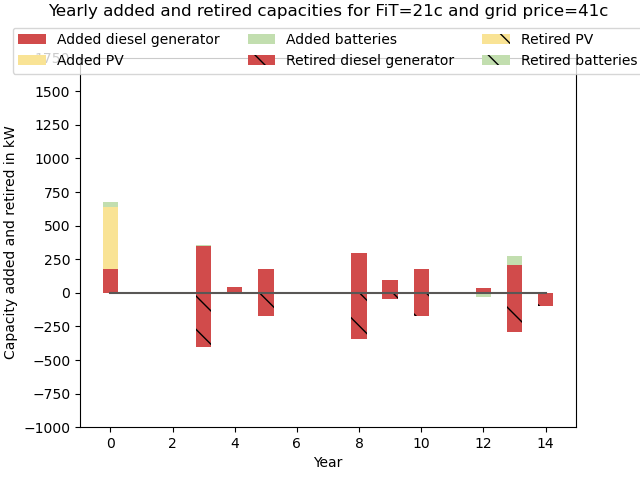 Yearly added and retired capacities for FiT=21c and grid price=41c
Added diesel generator
Added PV
Added batteries
Retired diesel generator
Retired PV
Retired batteries
1750
1500
1250
1000
750
500
250
0
−250
−500
−750
−1000
Capacity added and retired in kW
0 2 4 6 8 10 12 14
Year